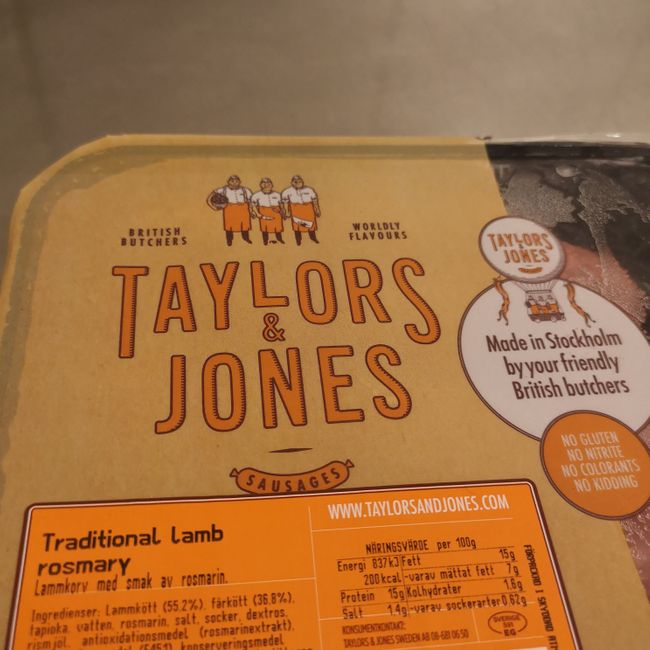 BRITISH
BUTCHERS
WORLDLY
FLAVOURS
TAYLORS
&
JONES
SAUSAGES
TAYLORS
&
JONES
Made in Stockholm
by your friendly
British butchers
NO GLUTEN
NO NITRITE
NO COLORANTS
NO KIDDING
Traditional lamb
rosmary
Lammkorv med smak av rosmarin.
Ingredienser: Lammkött (55.2%), fårkött (36.8%),
tapioka, vatten, rosmarin, salt, socker, dextros,
antioxidationsmedel (rosmarinextrakt),
(E451), konserveringsmedel
WWW.TAYLORSANDJONES.COM
NÄRINGSVÄRDE per 100g
Energi 837kJ Fett 15g
200kcal -varav mättat fett 7g
Protein 15g Kolhydrater 1.6g
Salt 1.4g -varav sockerarter 0.62g
KONSUMENTKONTAKT:
TAYLORS & JONES SWEDEN AB 08-661 06 50
SVERIGE
EG